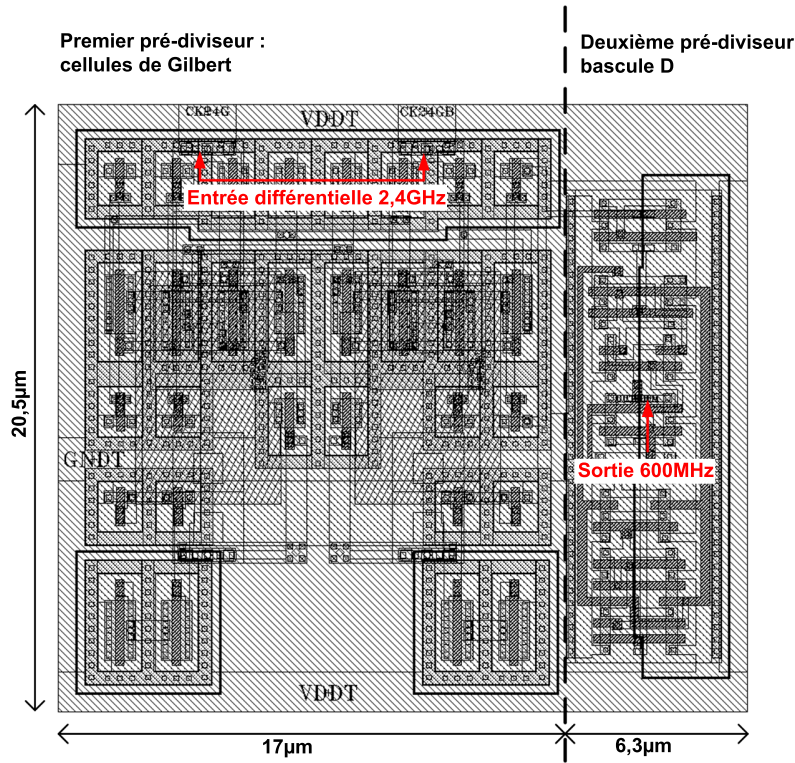 Premier pré-diviseur :
cellules de Gilbert
Deuxième pré-diviseur
bascule D
CK24G
VDDT
CK24GB
Entrée différentielle 2,4GHz
20,5µm
GNDT
Sortie 600MHz
VDDT
17µm
6,3µm